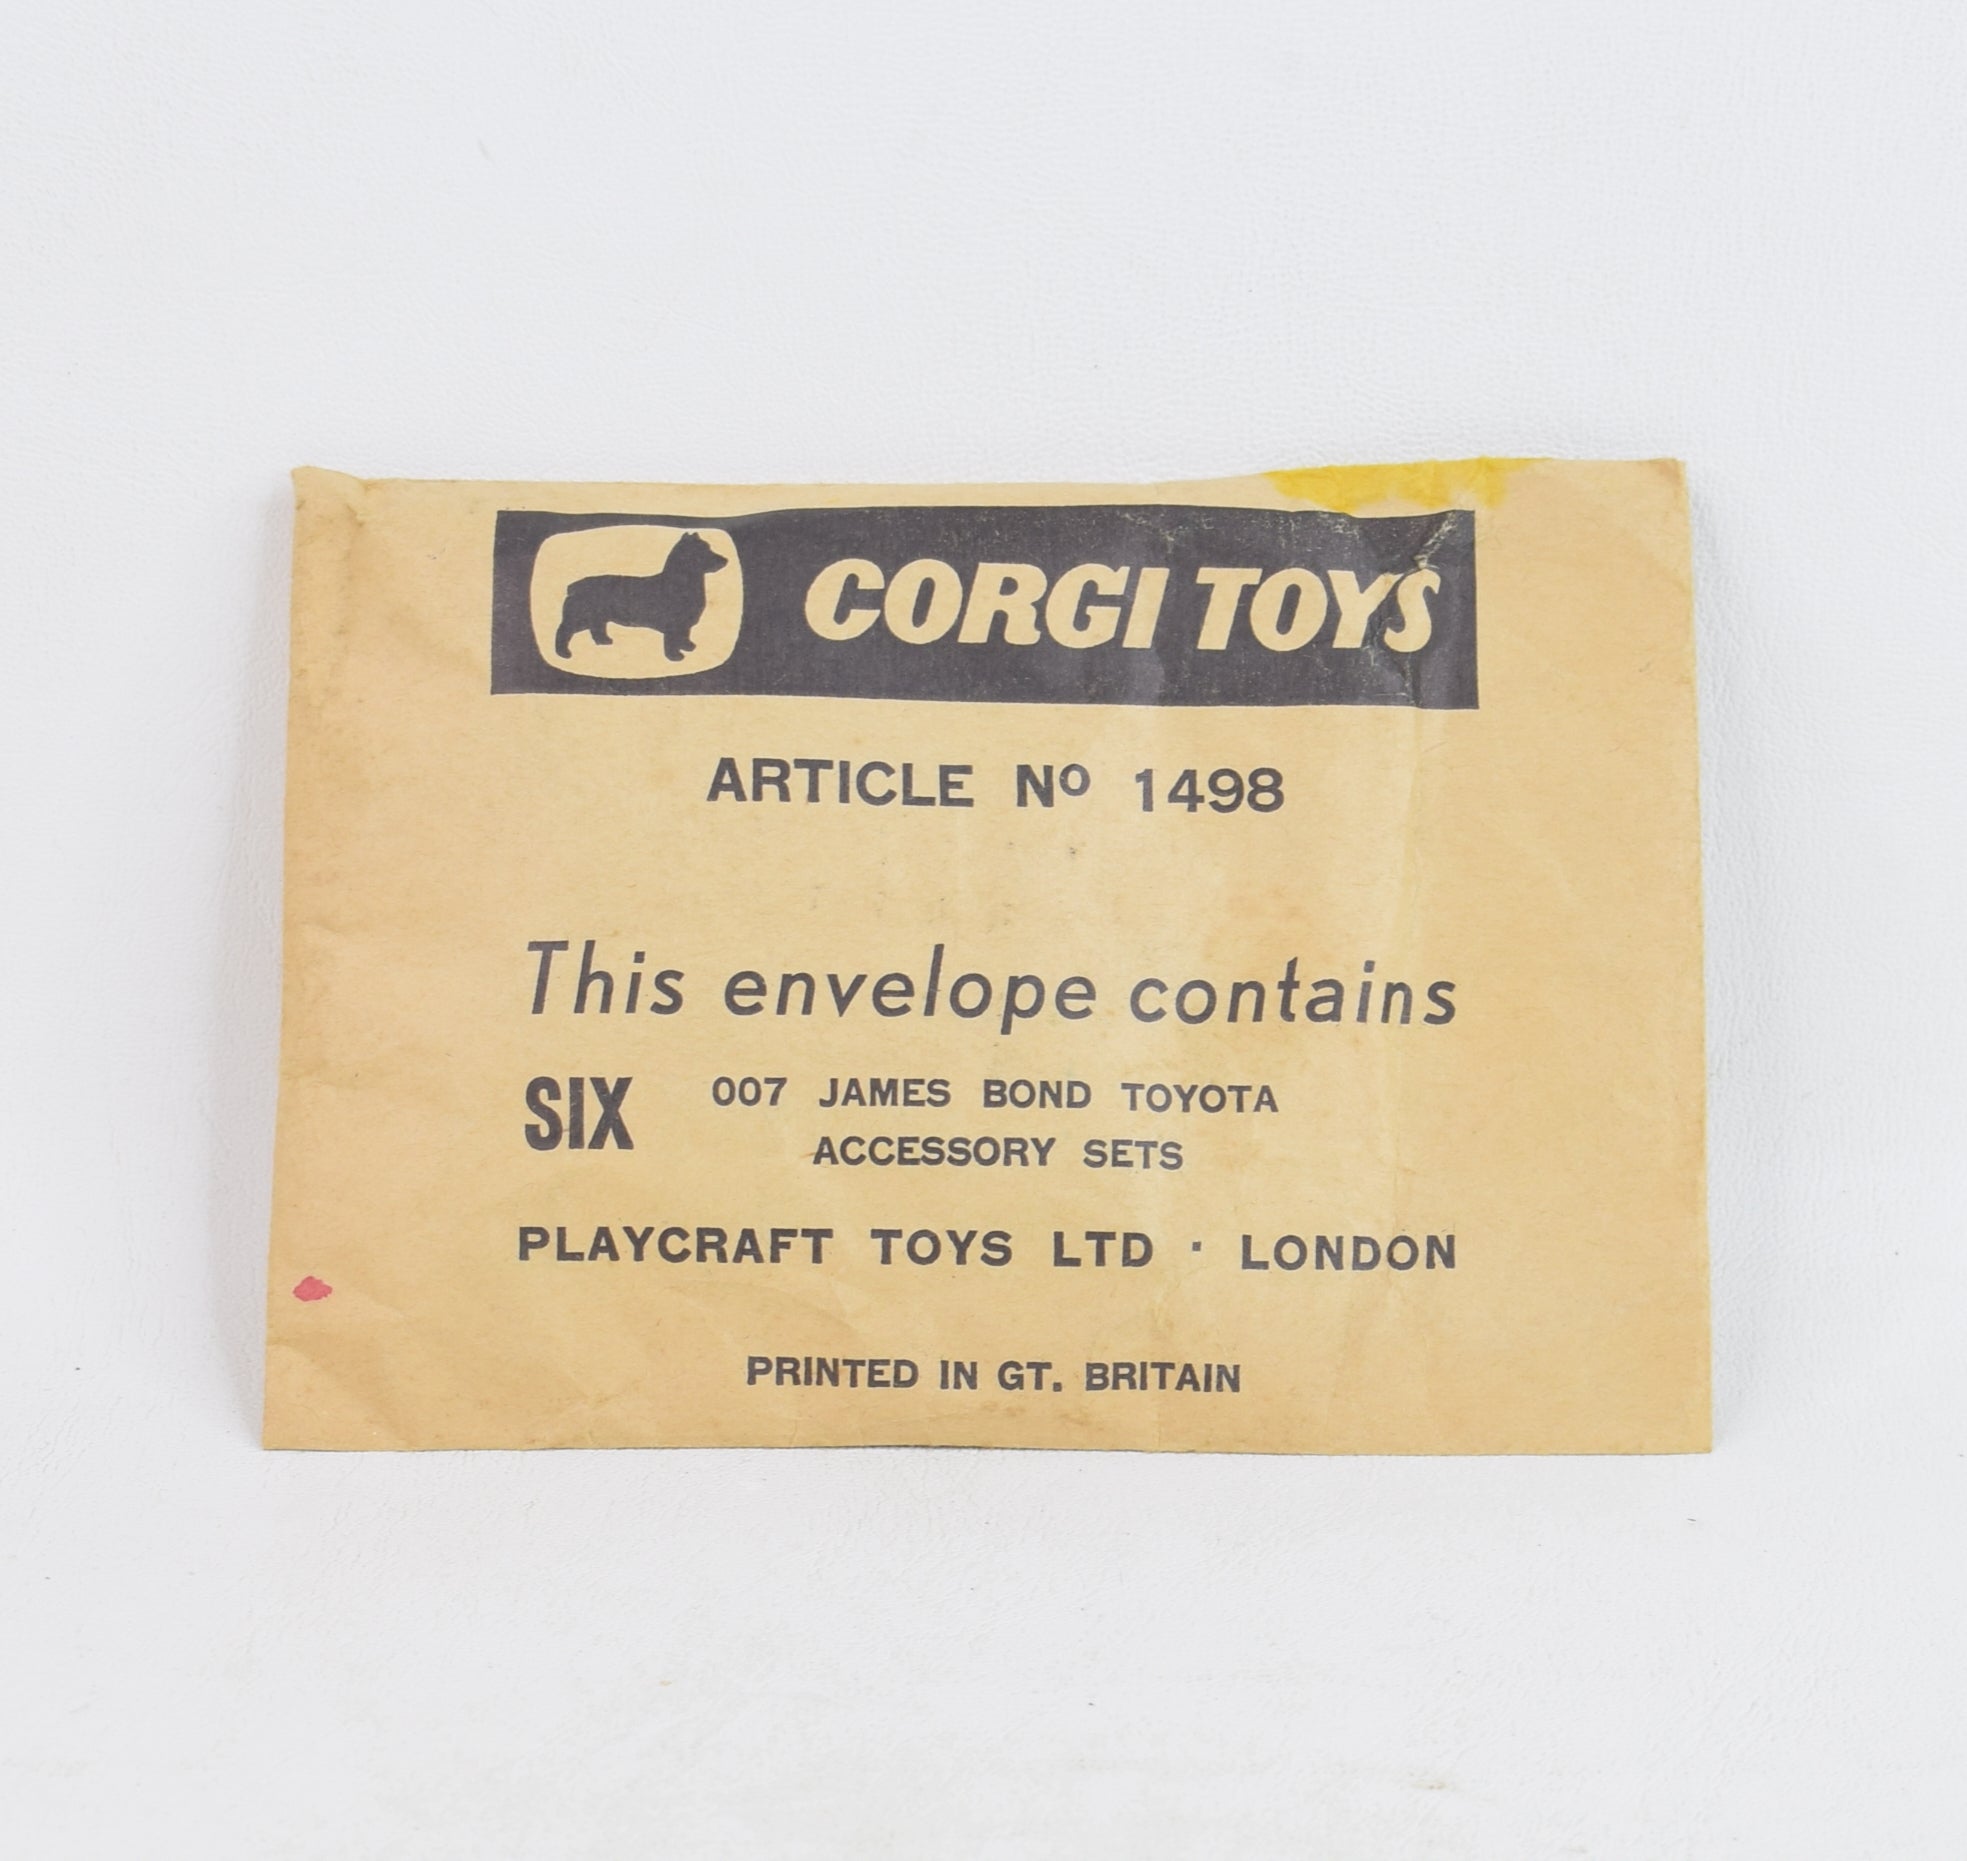 CORGI TOYS
ARTICLE Nº 1498
This envelope contains
SIX 007 JAMES BOND TOYOTA
ACCESSORY SETS
PLAYCRAFT TOYS LTD · LONDON
PRINTED IN GT. BRITAIN